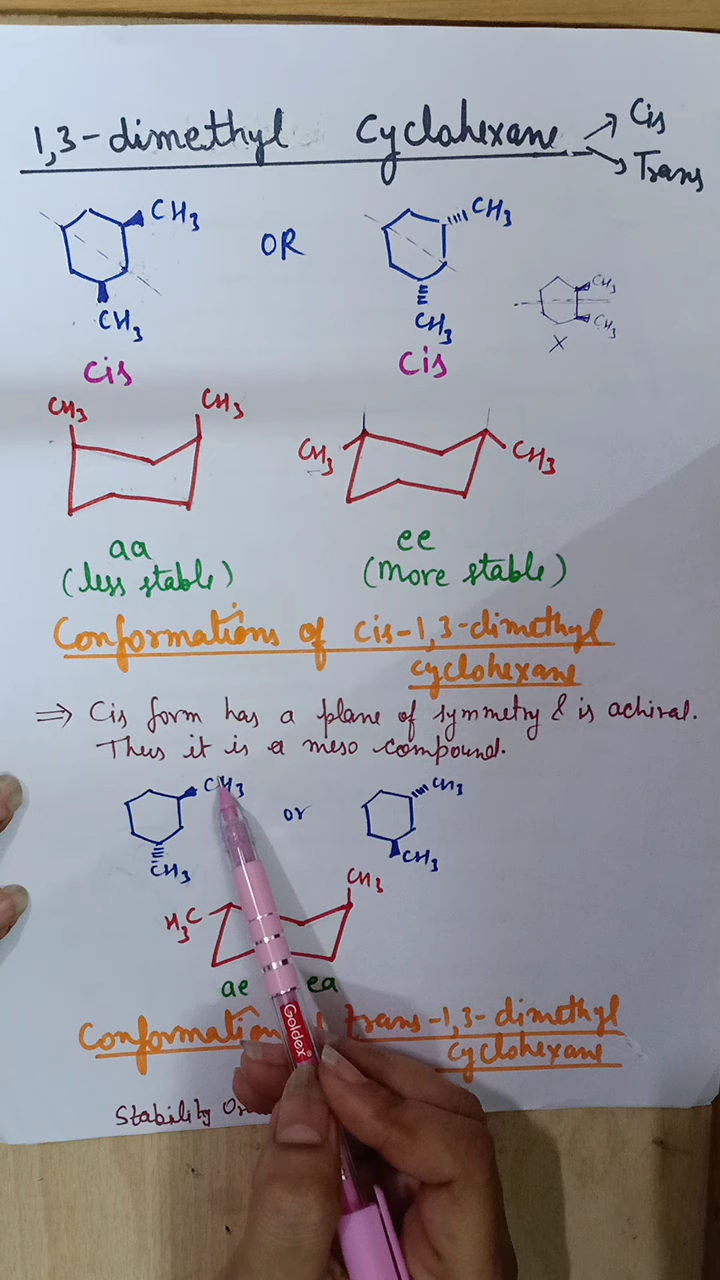 1,3-dimethyl Cyclohexane
Cis
Trans
CH3
CH3
OR
CH3
CH3
CH3
CH3
X
Cis
Cis
CH3
CH3
CH3
CH3
aa
ee
(less stable)
(More stable)
Conformations of cis-1,3-dimethyl
cyclohexane
⇒ Cis form has a plane of symmetry & is achiral.
Thus it is a meso compound.
CH3
CH3
or
CH3
CH3
H3C
CH3
ae
ea
Conformation trans-1,3-dimethyl
cyclohexane
Stability
Goldex